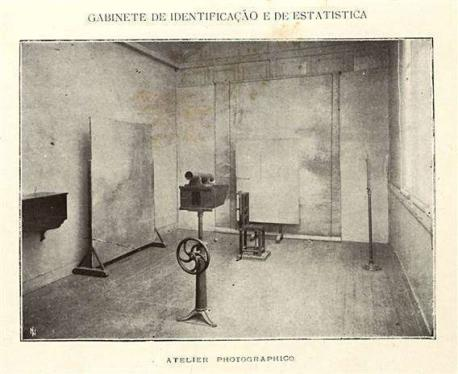 GABINETE DE IDENTIFICAÇÃO E DE ESTATISTICA
ATELIER PHOTOGRAPHICO